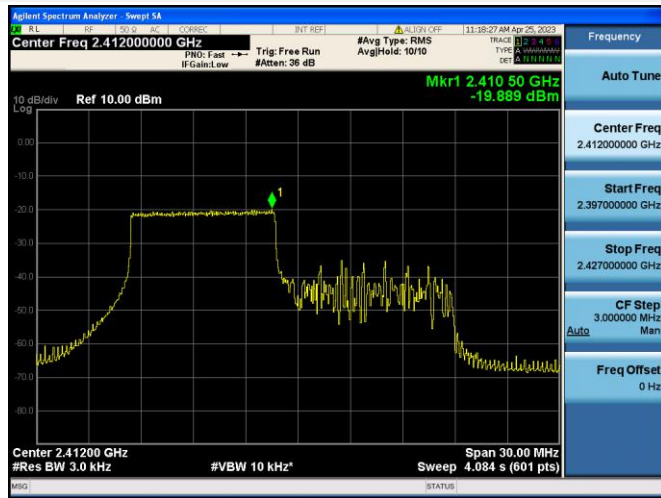 Agilent Spectrum Analyzer - Swept SA
RL RF 50 Ω AC CORREC INT REF ALIGN OFF 11:18:27 AM Apr 25, 2023
Center Freq 2.412000000 GHz
PNO: Fast
IFGain:Low
Trig: Free Run
#Atten: 36 dB
#Avg Type: RMS
Avg|Hold: 10/10
TRACE 1 2 3 4 5 6
TYPE A
DET A N N N N N
Mkr1 2.410 50 GHz
-19.889 dBm
10 dB/div Ref 10.00 dBm
Log
0.00
-10.0
1
-20.0
-30.0
-40.0
-50.0
-60.0
-70.0
-80.0
Center 2.41200 GHz Span 30.00 MHz
#Res BW 3.0 kHz #VBW 10 kHz* Sweep 4.084 s (601 pts)
MSG STATUS
Frequency
Auto Tune
Center Freq
2.412000000 GHz
Start Freq
2.397000000 GHz
Stop Freq
2.427000000 GHz
CF Step
3.000000 MHz
Auto Man
Freq Offset
0 Hz